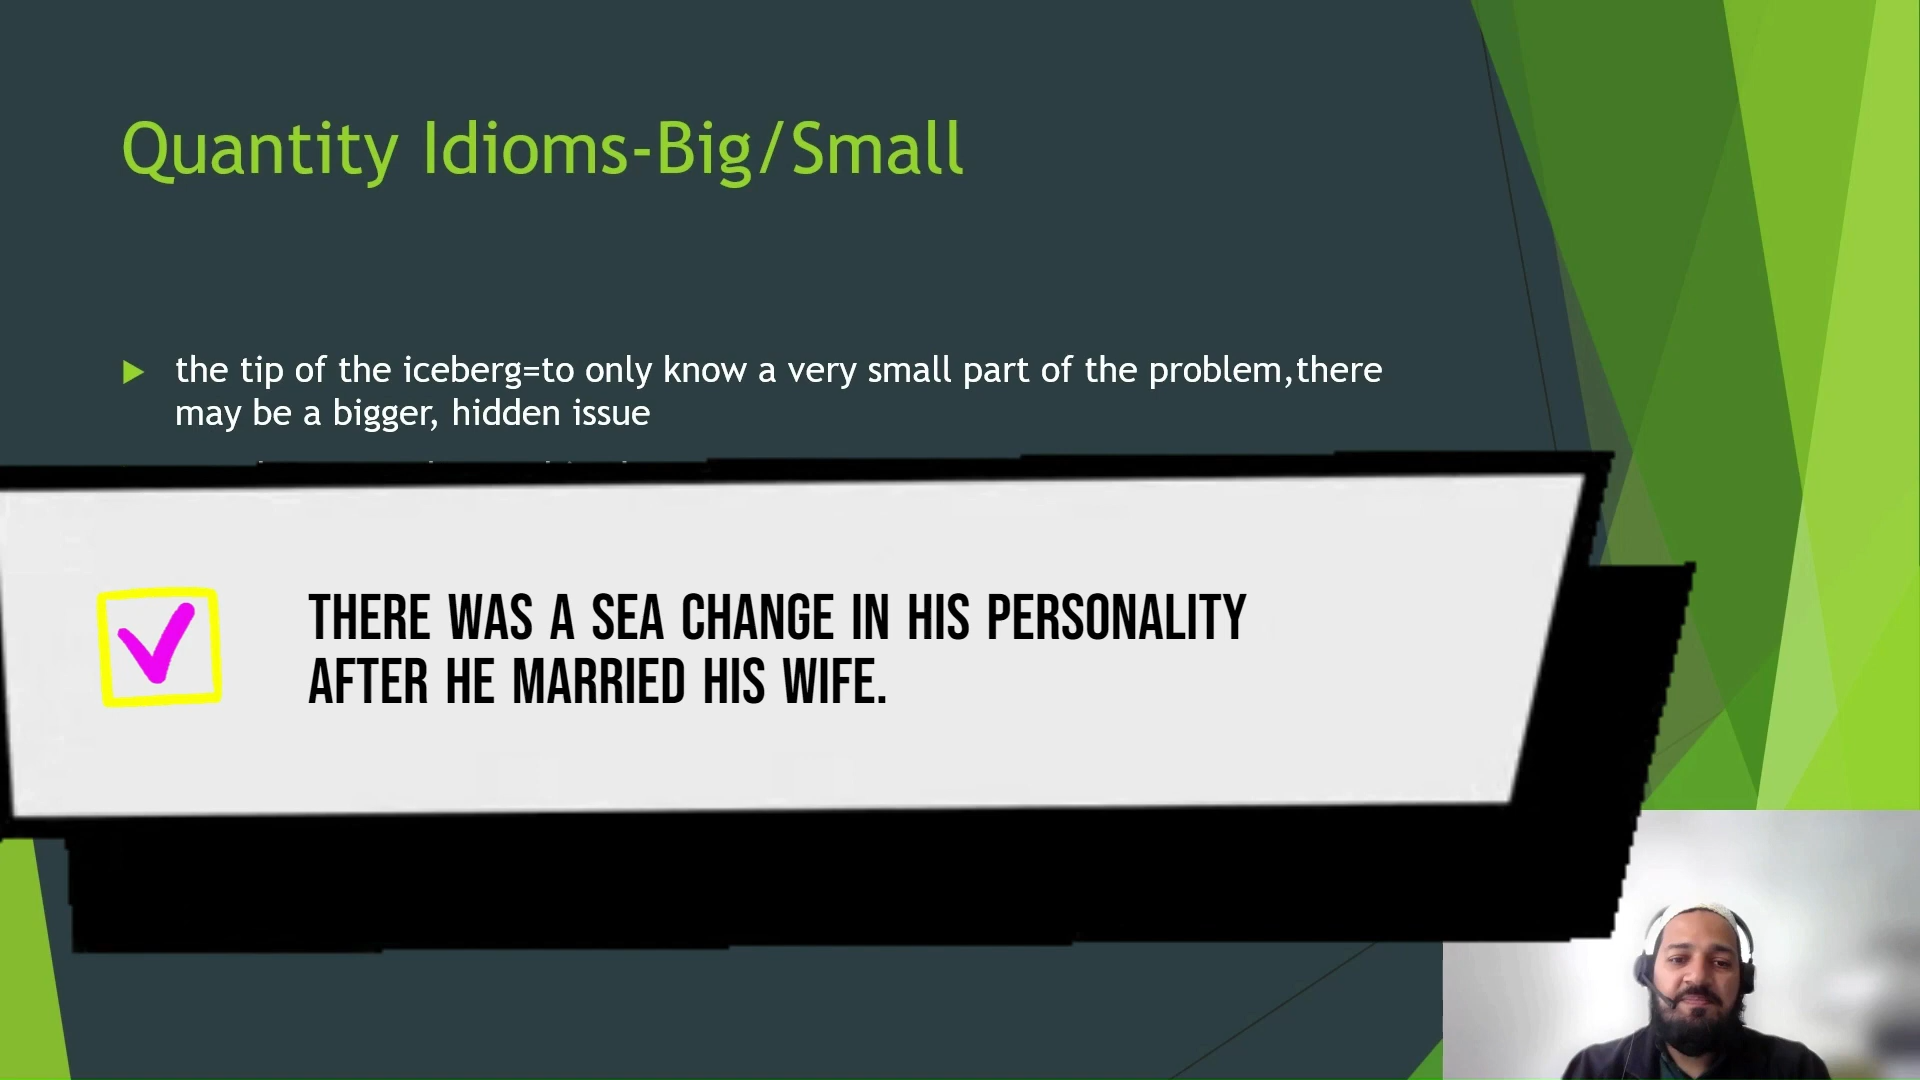 Quantity Idioms-Big/Small
the tip of the iceberg=to only know a very small part of the problem,there
may be a bigger, hidden issue
THERE WAS A SEA CHANGE IN HIS PERSONALITY
AFTER HE MARRIED HIS WIFE.